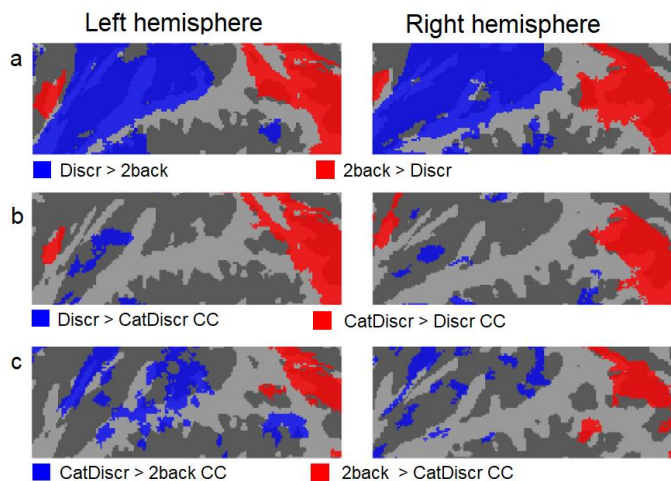 Left hemisphere Right hemisphere
a
Discr > 2back 2back > Discr
b
Discr > CatDiscr CC CatDiscr > Discr CC
c
CatDiscr > 2back CC 2back > CatDiscr CC